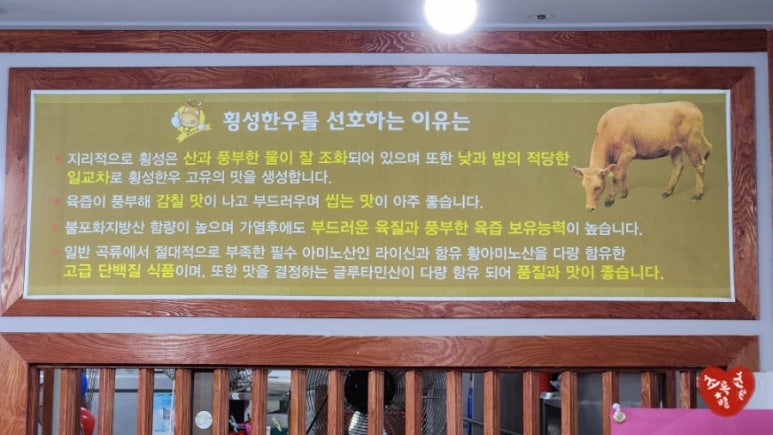 횡성한우를 선호하는 이유는
지리적으로 횡성은 산과 풍부한 물이 잘 조화되어 있으며 또한 낮과 밤의 적당한
일교차로 횡성한우 고유의 맛을 생성합니다.
육즙이 풍부해 감칠 맛이 나고 부드러우며 씹는 맛이 아주 좋습니다.
불포화지방산 함량이 높으며 가열후에도 부드러운 육질과 풍부한 육즙 보유능력이 높습니다.
일반 곡류에서 절대적으로 부족한 필수 아미노산인 라이신과 함유 황아미노산을 다량 함유한
고급 단백질 식품이며, 또한 맛을 결정하는 글루타민산이 다량 함유 되어 품질과 맛이 좋습니다.